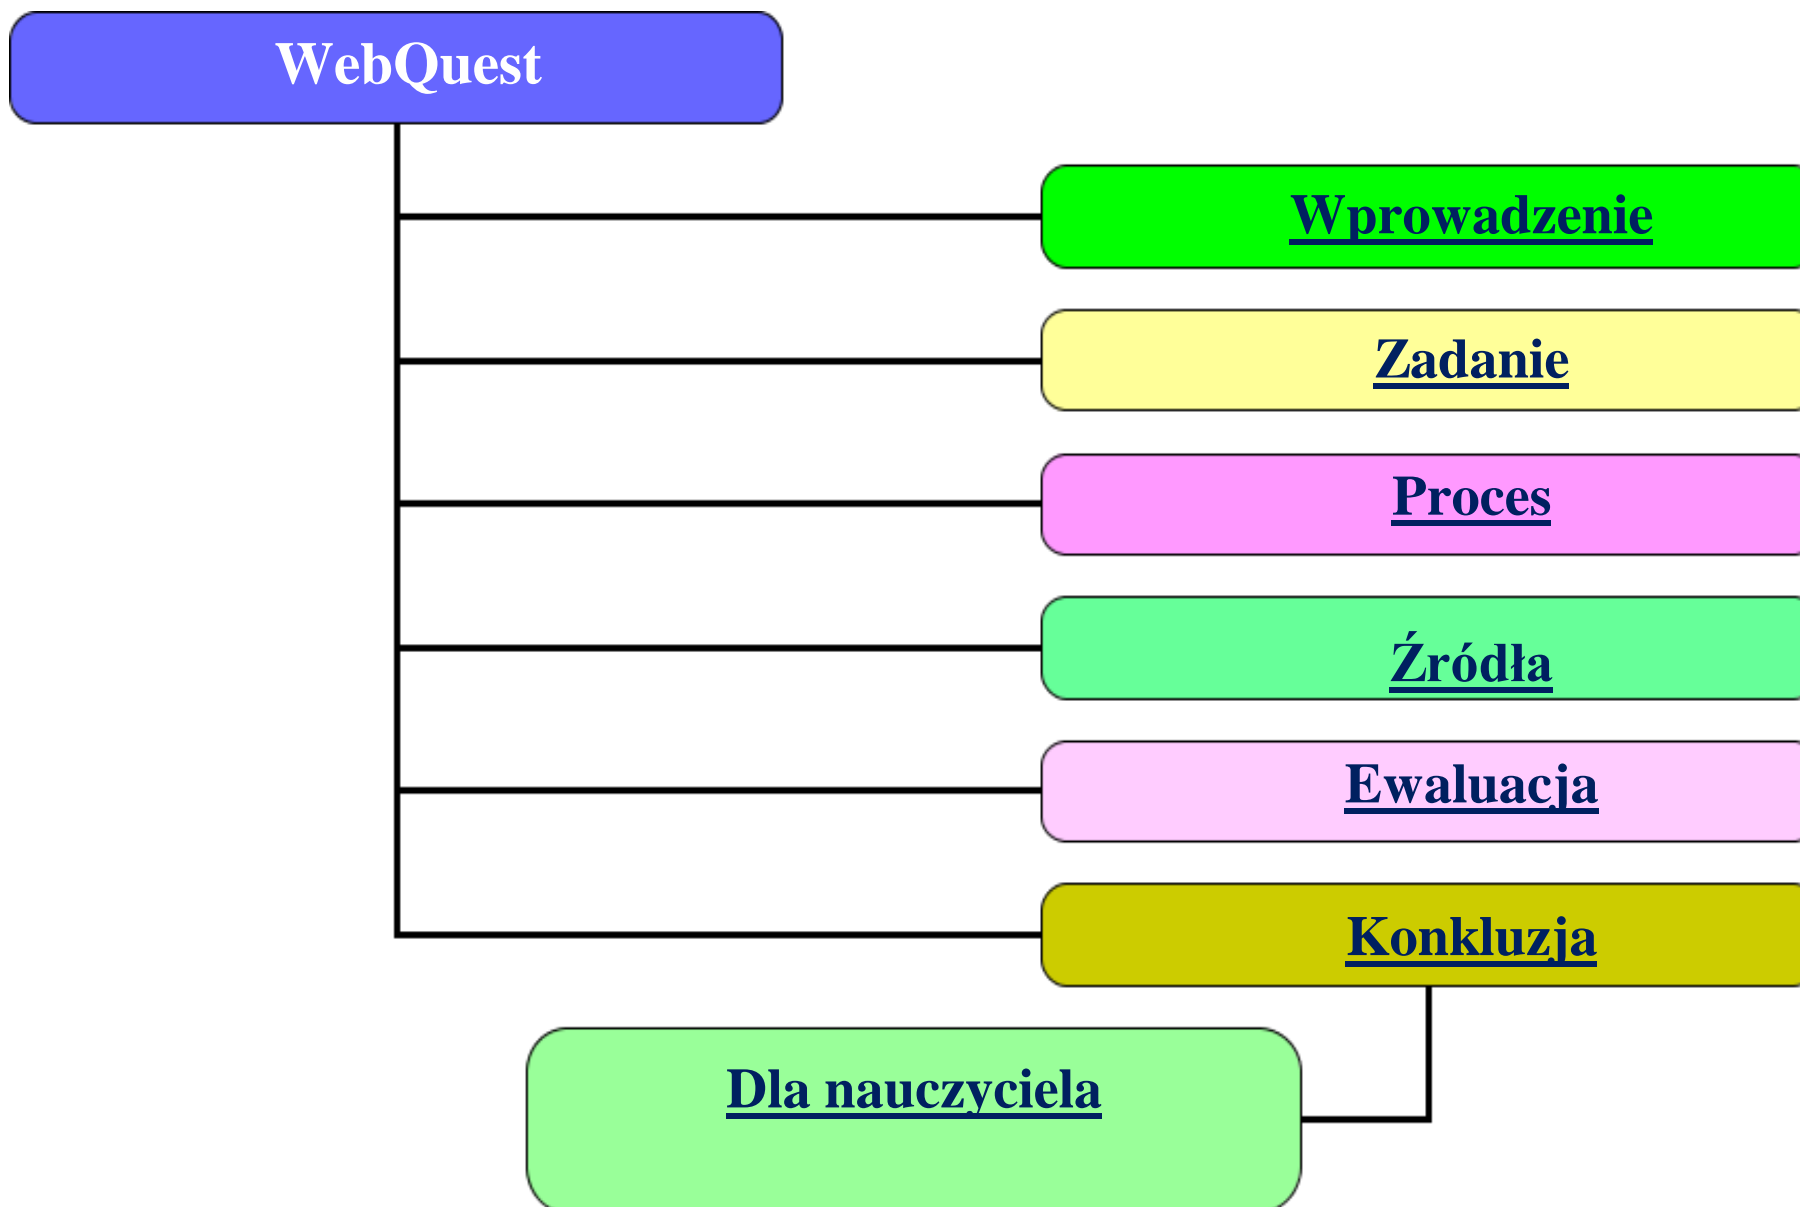 WebQuest
Wprowadzenie
Zadanie
Proces
Źródła
Ewaluacja
Konkluzja
Dla nauczyciela